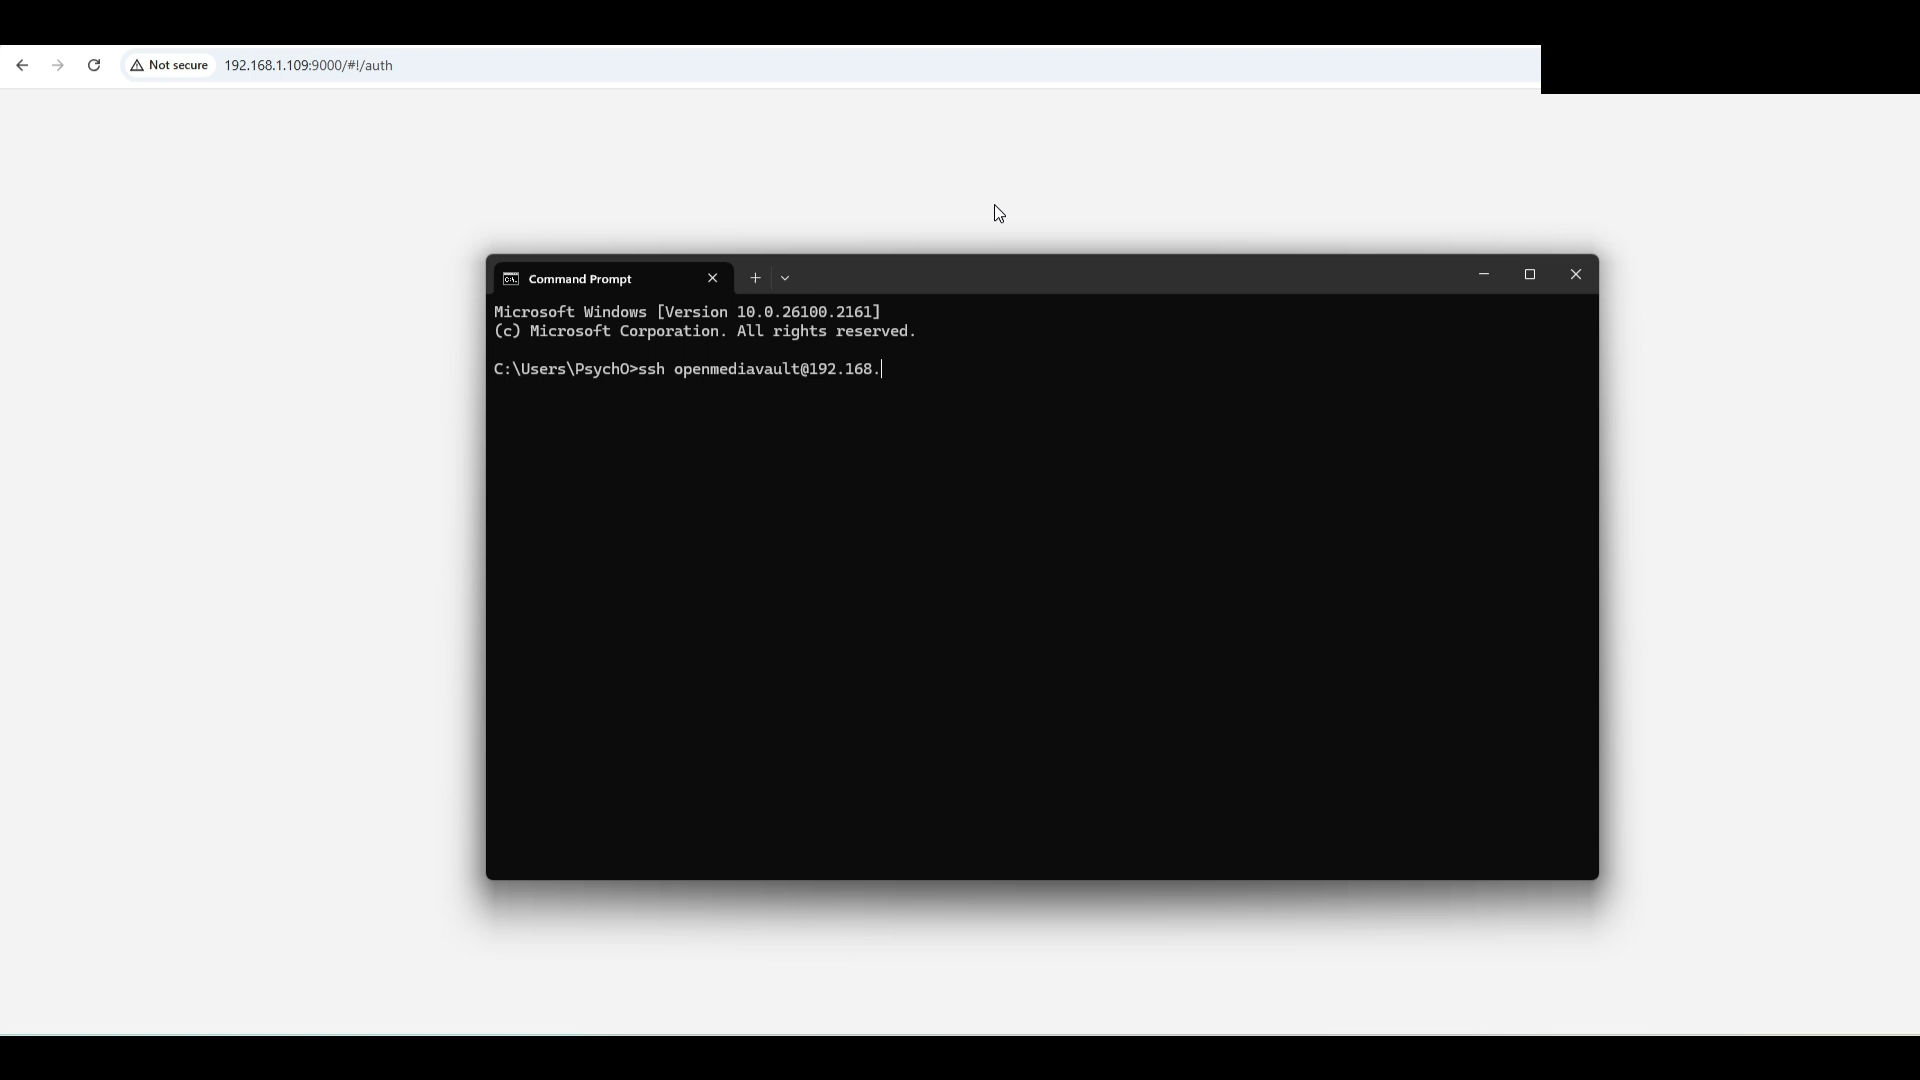 Not secure 192.168.1.109:9000/#!/auth
Command Prompt
Microsoft Windows [Version 10.0.26100.2161]
(c) Microsoft Corporation. All rights reserved.
C:\Users\PsychO>ssh openmediavault@192.168.